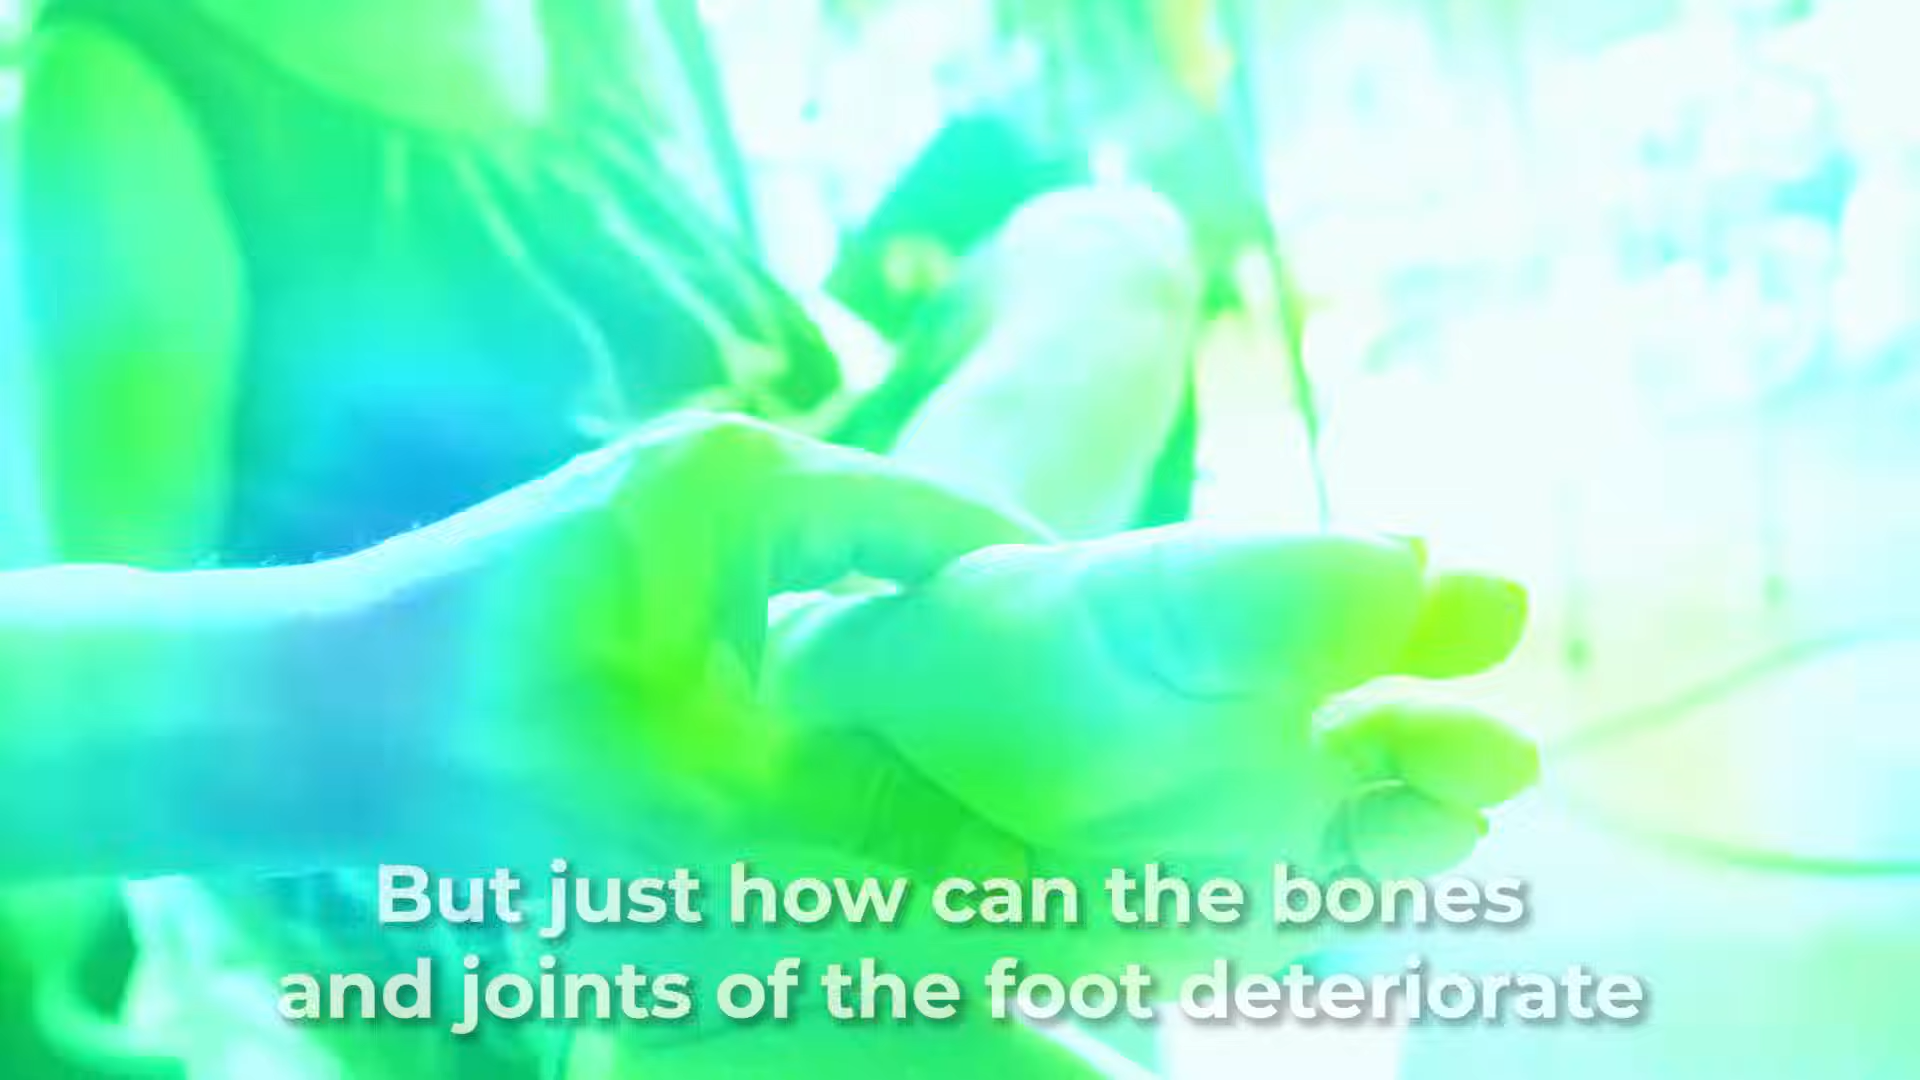 But just how can the bones
and joints of the foot deteriorate